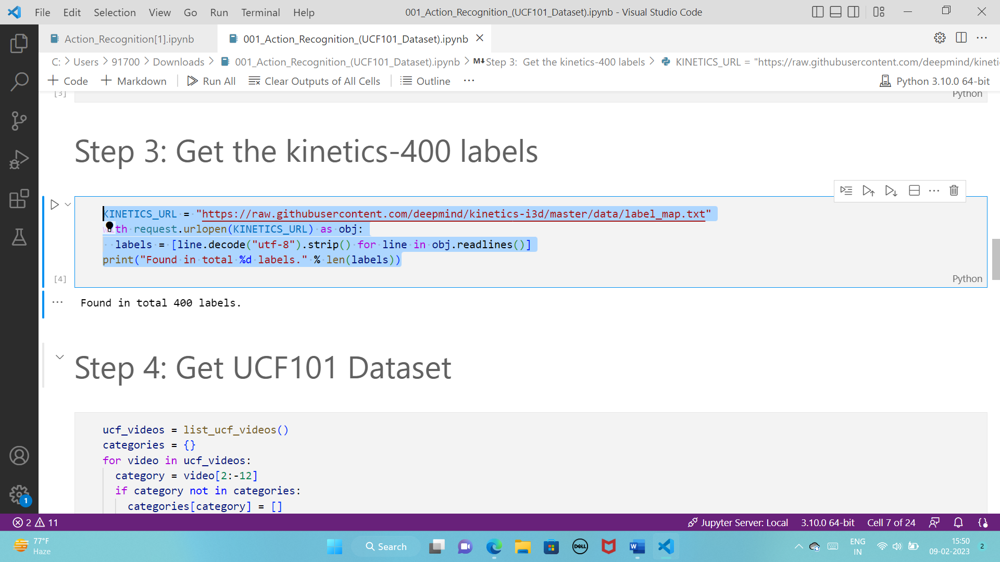 File Edit Selection View Go Run Terminal Help
001_Action_Recognition_(UCF101_Dataset).ipynb - Visual Studio Code
Action_Recognition[1].ipynb
001_Action_Recognition_(UCF101_Dataset).ipynb
C: > Users > 91700 > Downloads > 001_Action_Recognition_(UCF101_Dataset).ipynb > M↓Step 3: Get the kinetics-400 labels > KINETICS_URL = "https://raw.githubusercontent.com/deepmind/kineti
Code Markdown Run All Clear Outputs of All Cells Outline ···
Python 3.10.0 64-bit
[3]
Python
Step 3: Get the kinetics-400 labels
KINETICS_URL = "https://raw.githubusercontent.com/deepmind/kinetics-i3d/master/data/label_map.txt"
with request.urlopen(KINETICS_URL) as obj:
labels = [line.decode("utf-8").strip() for line in obj.readlines()]
print("Found in total %d labels." % len(labels))
[4]
Python
Found in total 400 labels.
Step 4: Get UCF101 Dataset
ucf_videos = list_ucf_videos()
categories = {}
for video in ucf_videos:
category = video[2:-12]
if category not in categories:
categories[category] = []
1
2 11
Jupyter Server: Local 3.10.0 64-bit Cell 7 of 24
77°F
Haze
Search
DELL
W
ENG
IN
15:50
09-02-2023
2